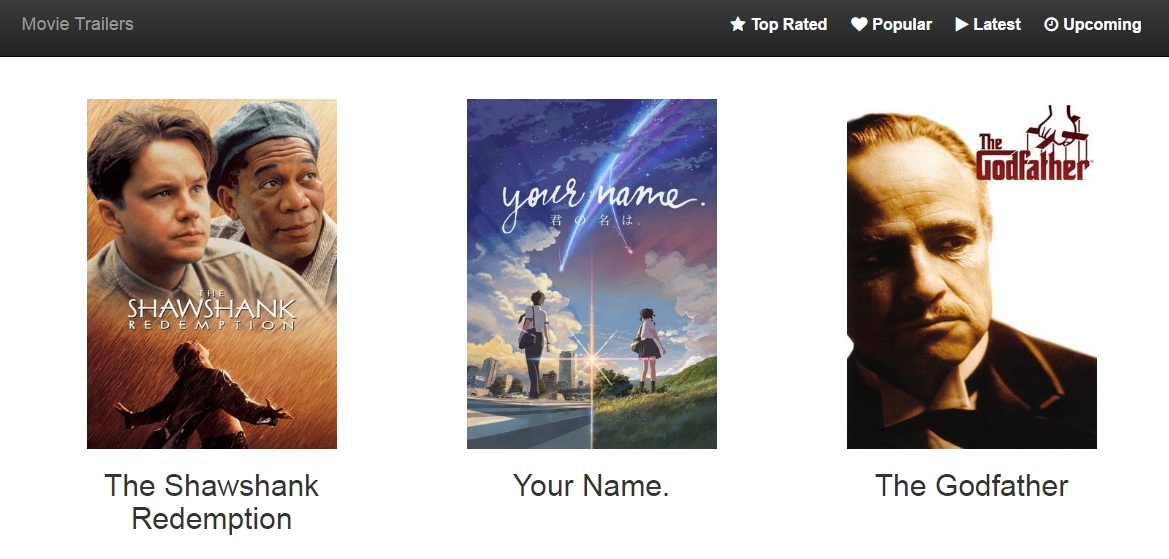 Movie Trailers
Top Rated
Popular
Latest
Upcoming
THE
SHAWSHANK
REDEMPTION
your name.
君の名は。
The
Godfather
The Shawshank
Redemption
Your Name.
The Godfather